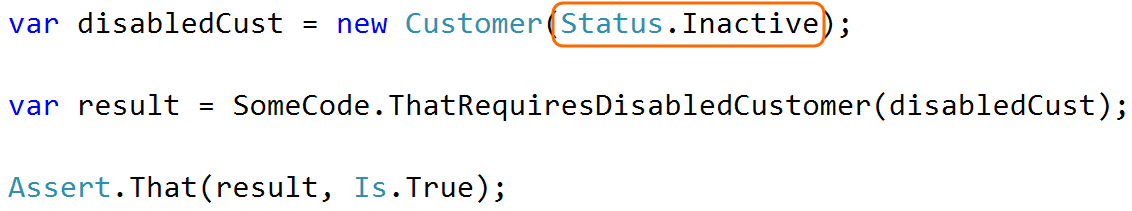 var disabledCust = new Customer(Status.Inactive);
var result = SomeCode.ThatRequiresDisabledCustomer(disabledCust);
Assert.That(result, Is.True);